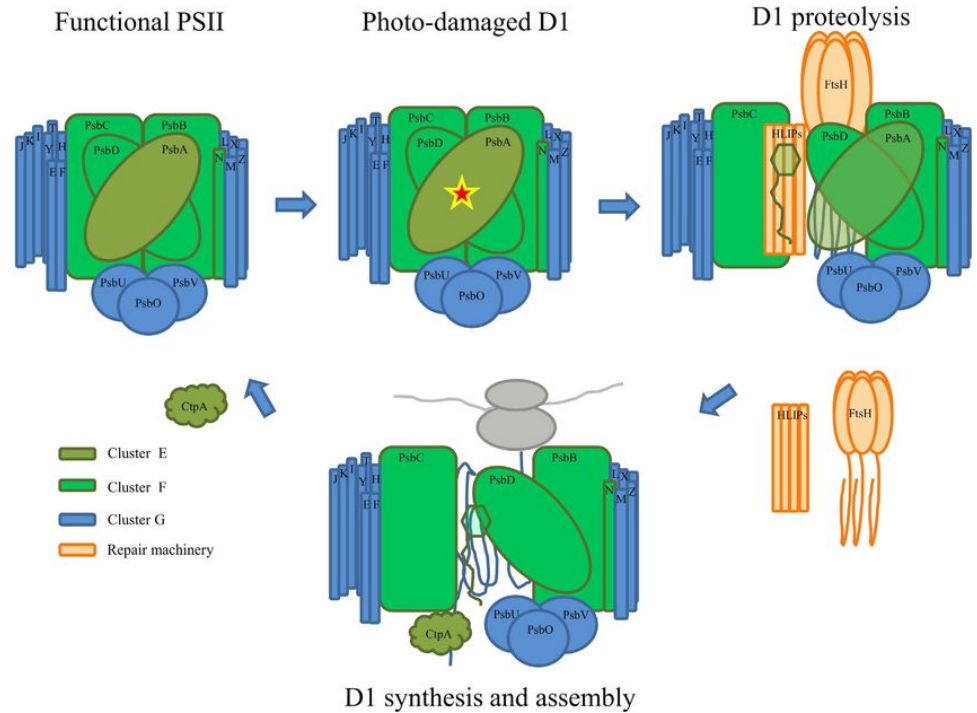 Functional PSII
Photo-damaged D1
D1 proteolysis
J K I T Y H E F
PsbC
PsbB
PsbD
PsbA
N L X M Z
PsbU
PsbV
PsbO
J K I T Y H E F
PsbC
PsbB
PsbD
PsbA
N L X M Z
PsbU
PsbV
PsbO
FtsH
J K I T Y H E F
PsbC
HLIPs
PsbD
PsbB
PsbA
N L X M Z
PsbU
PsbV
PsbO
CtpA
Cluster E
Cluster F
Cluster G
Repair machinery
J K I T Y H E F
PsbC
PsbB
PsbD
N L X M Z
CtpA
PsbU
PsbV
PsbO
HLIPs
FtsH
D1 synthesis and assembly